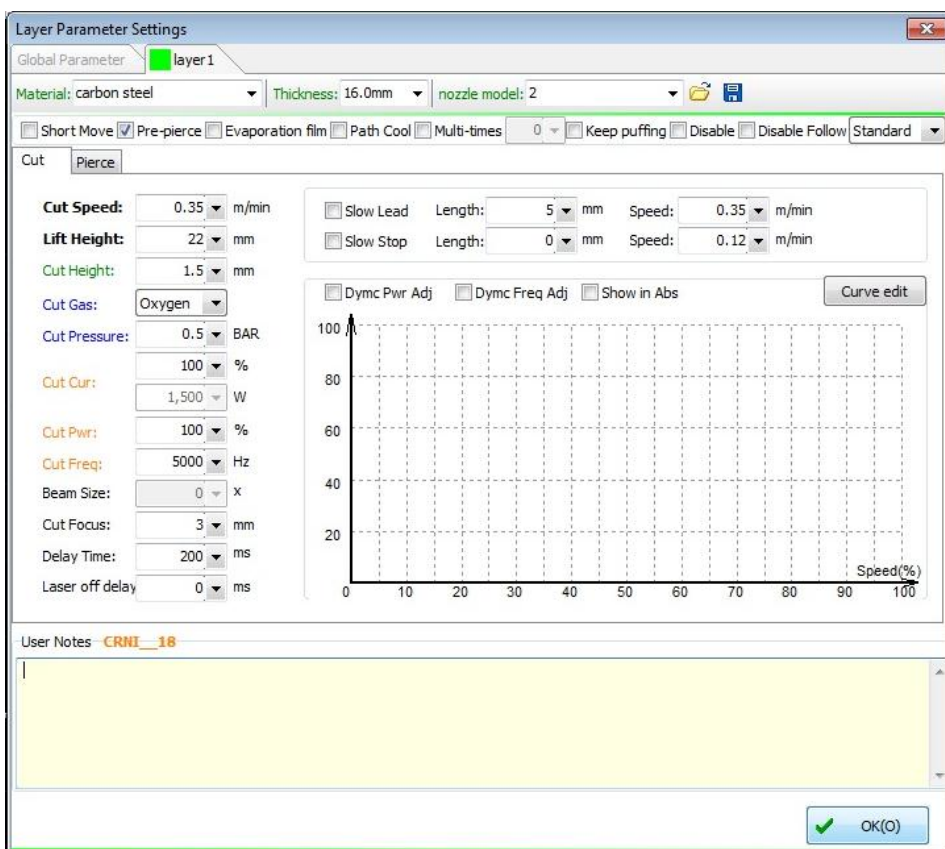 Layer Parameter Settings
Global Parameter layer1
Material: carbon steel Thickness: 16.0mm nozzle model: 2
Short Move Pre-pierce Evaporation film Path Cool Multi-times 0 Keep puffing Disable Disable Follow Standard
Cut Pierce
Cut Speed: 0.35 m/min
Lift Height: 22 mm
Cut Height: 1.5 mm
Cut Gas: Oxygen
Cut Pressure: 0.5 BAR
100 %
Cut Cur:
1,500 W
Cut Pwr: 100 %
Cut Freq: 5000 Hz
Beam Size: 0 X
Cut Focus: 3 mm
Delay Time: 200 ms
Laser off delay 0 ms
Slow Lead Length: 5 mm Speed: 0.35 m/min
Slow Stop Length: 0 mm Speed: 0.12 m/min
Dymc Pwr Adj Dymc Freq Adj Show in Abs Curve edit
100
80
60
40
20
Speed(%)
0 10 20 30 40 50 60 70 80 90 100
User Notes CRNI__18
OK(O)